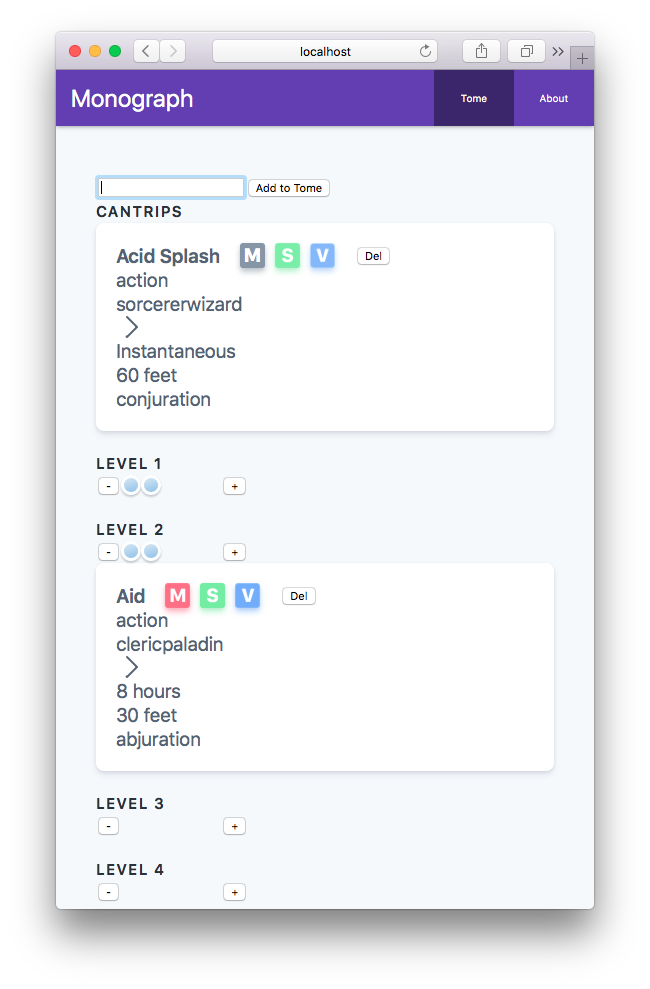 localhost
Monograph Tome About
Add to Tome
CANTRIPS
Acid Splash M S V Del
action
sorcererwizard
Instantaneous
60 feet
conjuration
LEVEL 1
- +
LEVEL 2
- +
Aid M S V Del
action
clericpaladin
8 hours
30 feet
abjuration
LEVEL 3
- +
LEVEL 4
- +